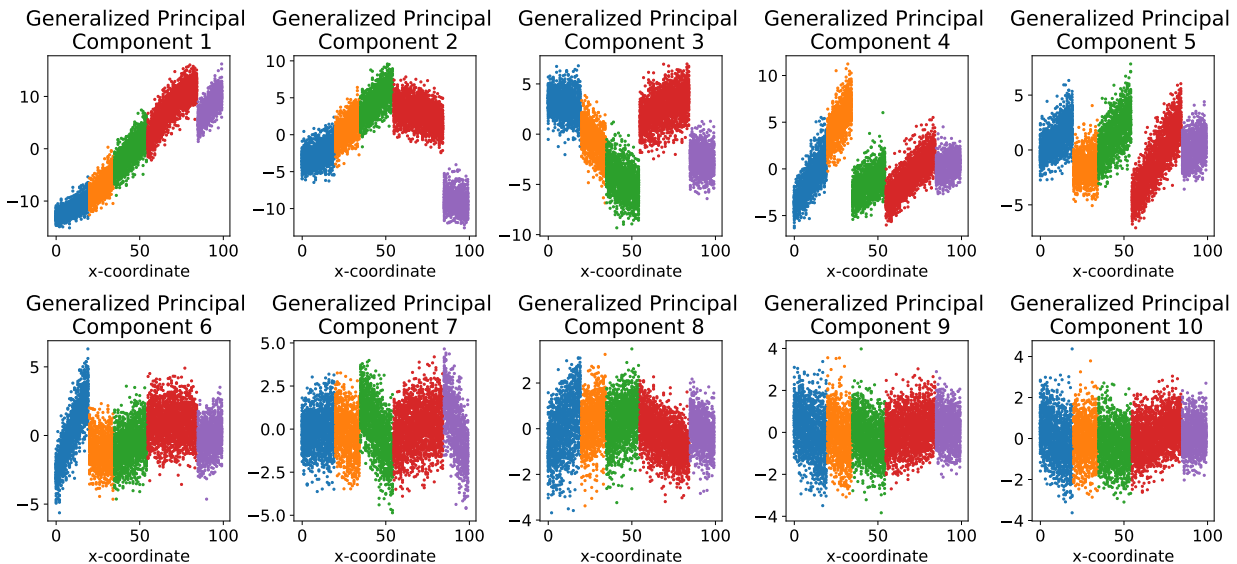 Generalized Principal
Component 1
10
0
−10
0
50
100
x-coordinate
Generalized Principal
Component 2
10
5
0
−5
−10
0
50
100
x-coordinate
Generalized Principal
Component 3
5
0
−5
−10
0
50
100
x-coordinate
Generalized Principal
Component 4
10
5
0
−5
0
50
100
x-coordinate
Generalized Principal
Component 5
5
0
−5
0
50
100
x-coordinate
Generalized Principal
Component 6
5
0
−5
0
50
100
x-coordinate
Generalized Principal
Component 7
5.0
2.5
0.0
−2.5
−5.0
0
50
100
x-coordinate
Generalized Principal
Component 8
2
0
−2
−4
0
50
100
x-coordinate
Generalized Principal
Component 9
4
2
0
−2
−4
0
50
100
x-coordinate
Generalized Principal
Component 10
4
2
0
−2
−4
0
50
100
x-coordinate